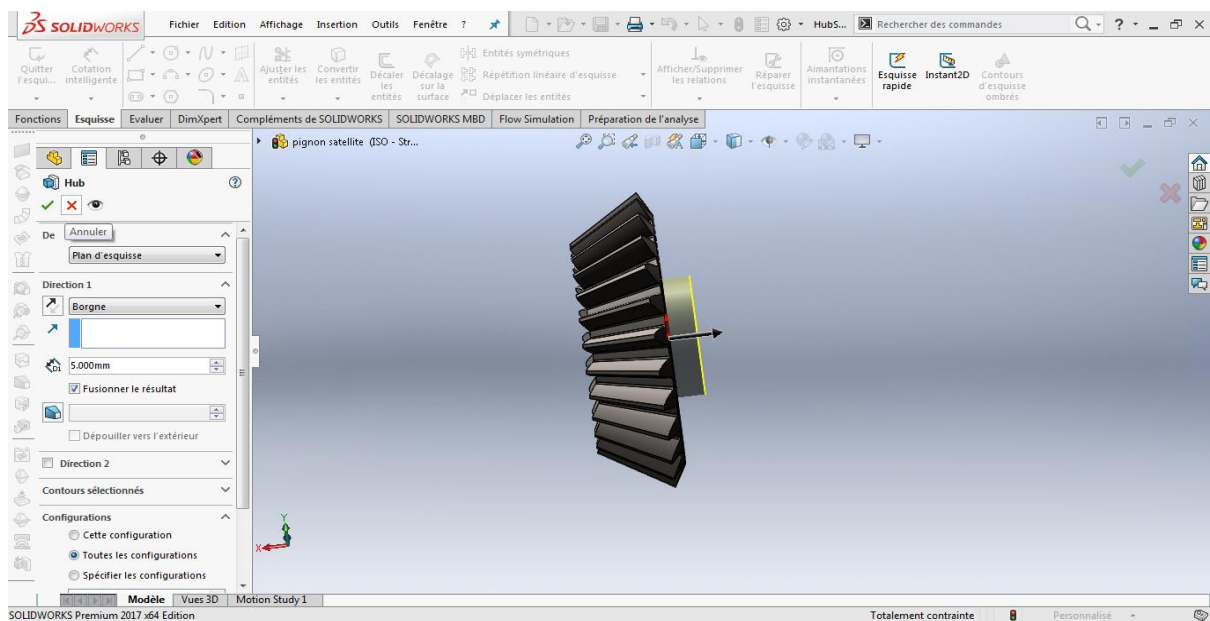 SOLIDWORKS Fichier Edition Affichage Insertion Outils Fenêtre ? HubS... Rechercher des commandes ?
Quitter l'esqui... Cotation intelligente Ajuster les entités Convertir les entités Décaler les entités Décalage sur la surface Entités symétriques
Répétition linéaire d'esquisse
Déplacer les entités
Afficher/Supprimer les relations Réparer l'esquisse Aimantations instantanées Esquisse rapide Instant2D Contours d'esquisse ombrés
Fonctions Esquisse Evaluer DimXpert Compléments de SOLIDWORKS SOLIDWORKS MBD Flow Simulation Préparation de l'analyse
pignon satellite (ISO - Str...
Hub
De
Annuler
Plan d'esquisse
Direction 1
Borgne
D1 5.000mm
Fusionner le résultat
Dépouiller vers l'extérieur
Direction 2
Contours sélectionnés
Configurations
Cette configuration
Toutes les configurations
Spécifier les configurations
Y
X
Modèle Vues 3D Motion Study 1
SOLIDWORKS Premium 2017 x64 Edition Totalement contrainte Personnalisé